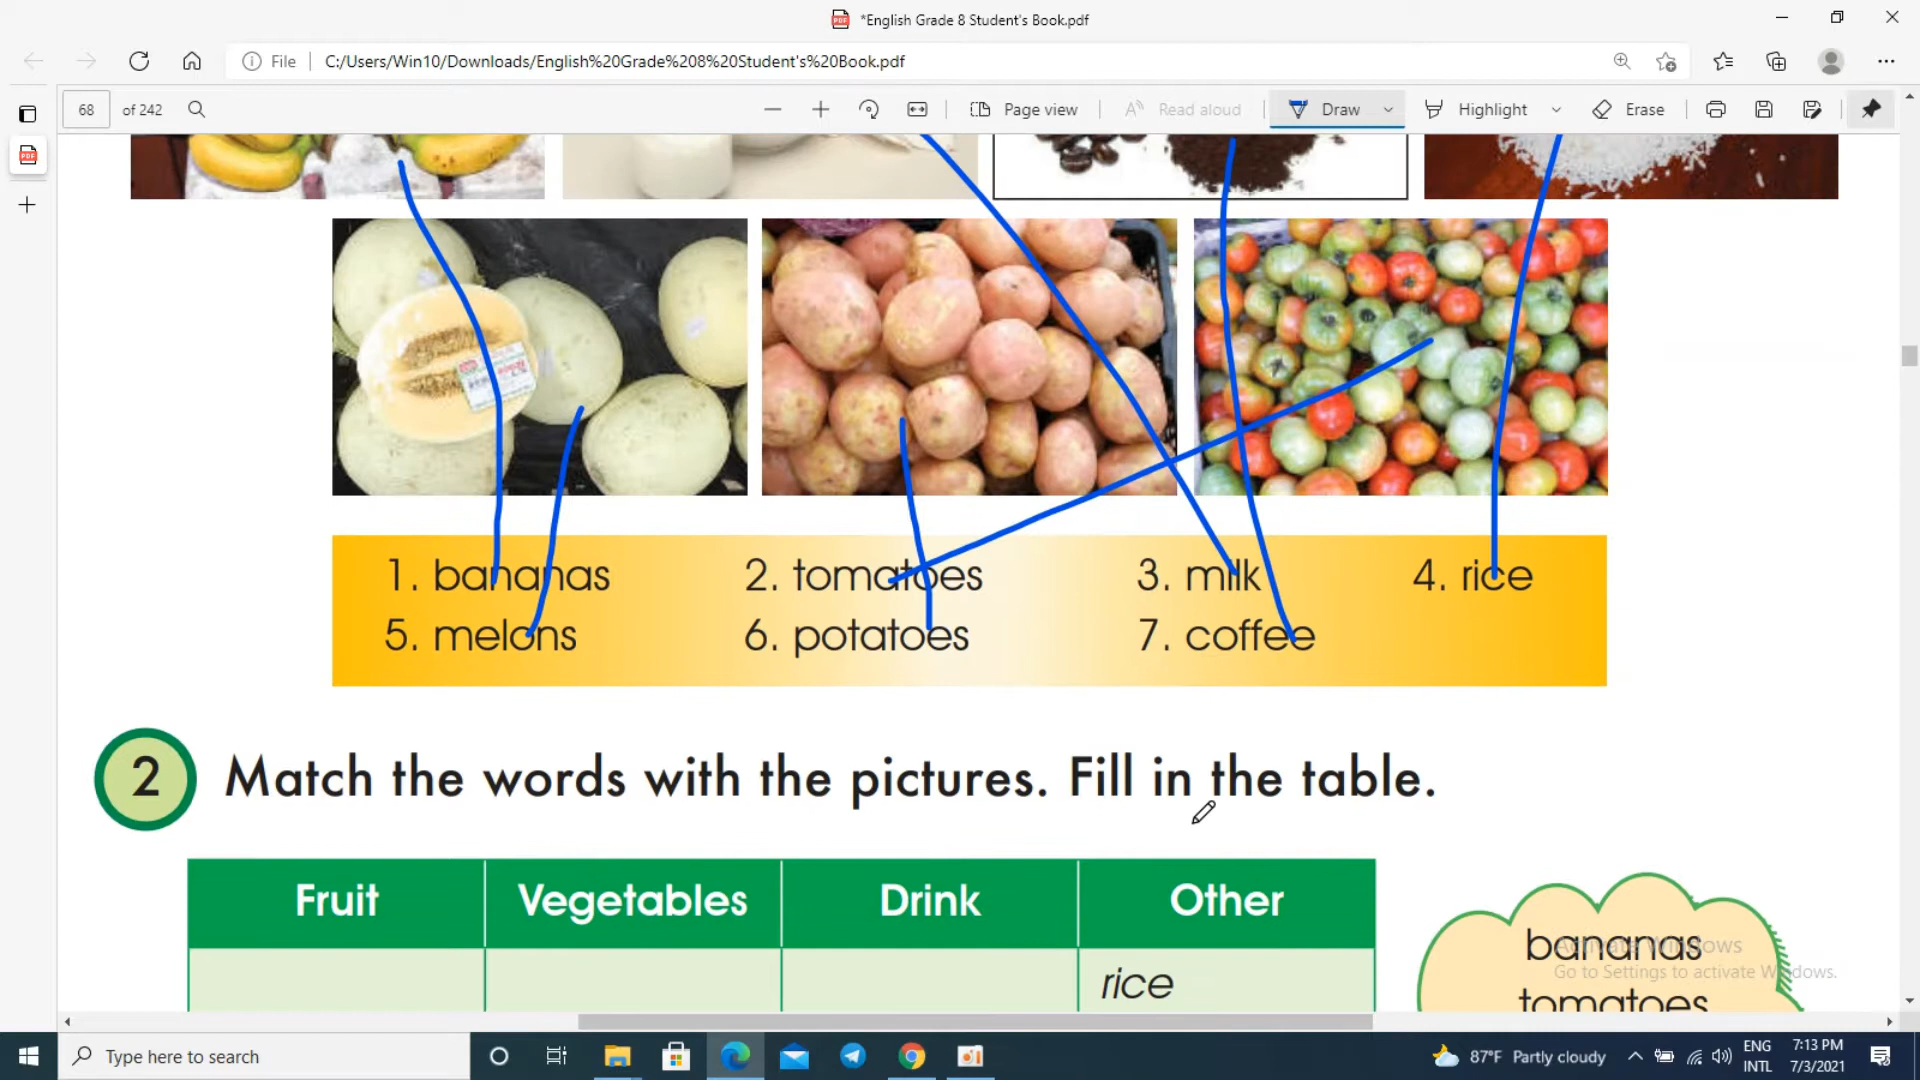 *English Grade 8 Student's Book.pdf
File C:/Users/Win10/Downloads/English%20Grade%208%20Student's%20Book.pdf
68 of 242 Page view Read aloud Draw Highlight Erase
1. bananas 2. tomatoes 3. milk 4. rice
5. melons 6. potatoes 7. coffee
2 Match the words with the pictures. Fill in the table.
Fruit Vegetables Drink Other
rice
bananas
tomatoes
Activate Windows
Go to Settings to activate Windows.
Type here to search
87°F Partly cloudy
ENG
INTL
7:13 PM
7/3/2021